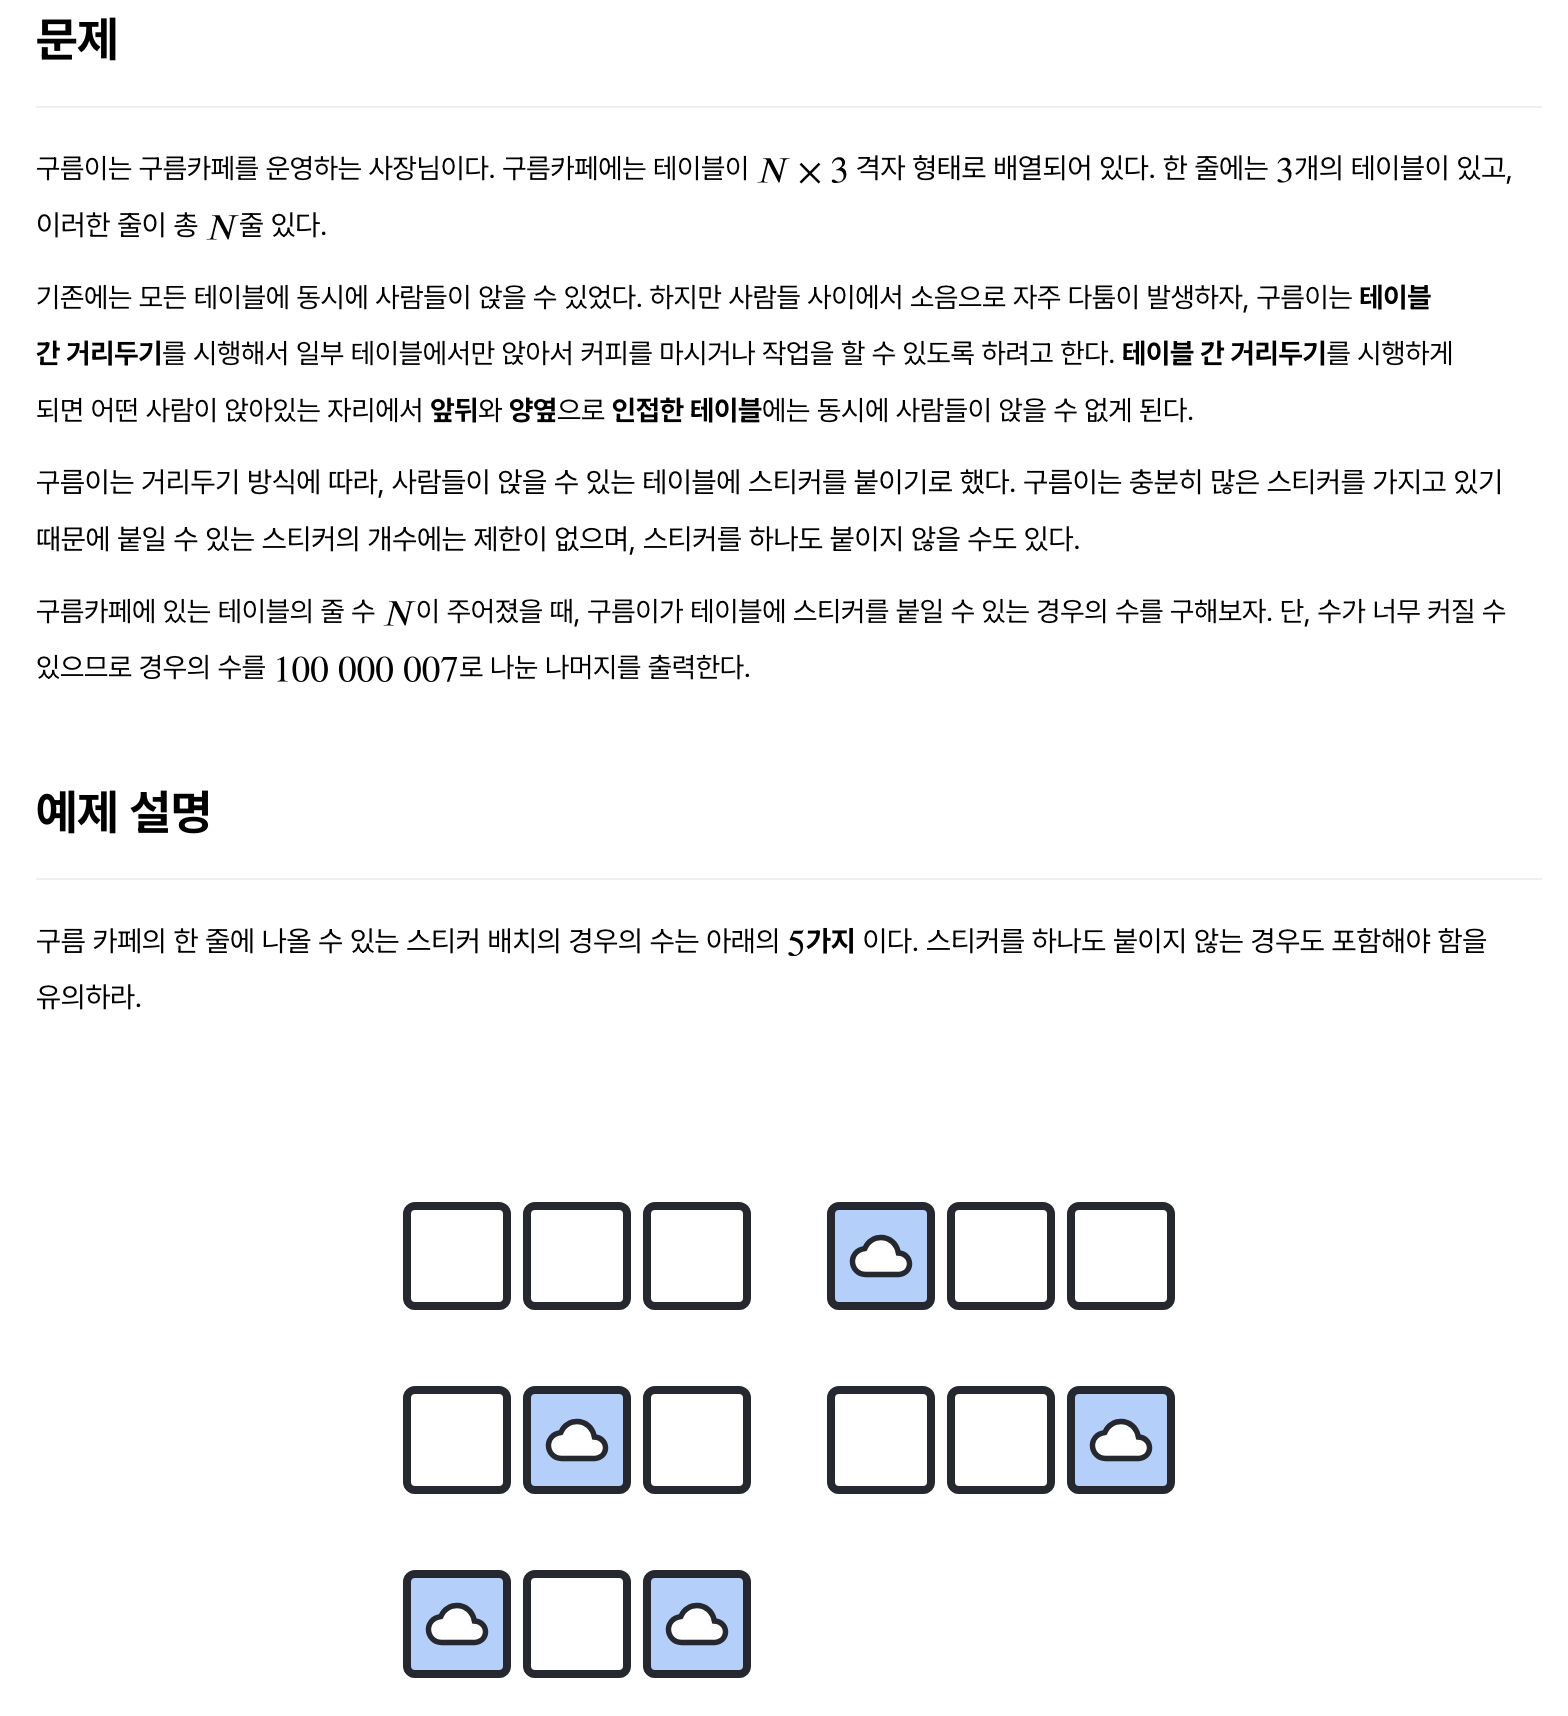 문제
구름이는 구름카페를 운영하는 사장님이다. 구름카페에는 테이블이 N × 3 격자 형태로 배열되어 있다. 한 줄에는 3개의 테이블이 있고,
이러한 줄이 총 N줄 있다.
기존에는 모든 테이블에 동시에 사람들이 앉을 수 있었다. 하지만 사람들 사이에서 소음으로 자주 다툼이 발생하자, 구름이는 테이블
간 거리두기를 시행해서 일부 테이블에서만 앉아서 커피를 마시거나 작업을 할 수 있도록 하려고 한다. 테이블 간 거리두기를 시행하게
되면 어떤 사람이 앉아있는 자리에서 앞뒤와 양옆으로 인접한 테이블에는 동시에 사람들이 앉을 수 없게 된다.
구름이는 거리두기 방식에 따라, 사람들이 앉을 수 있는 테이블에 스티커를 붙이기로 했다. 구름이는 충분히 많은 스티커를 가지고 있기
때문에 붙일 수 있는 스티커의 개수에는 제한이 없으며, 스티커를 하나도 붙이지 않을 수도 있다.
구름카페에 있는 테이블의 줄 수 N이 주어졌을 때, 구름이가 테이블에 스티커를 붙일 수 있는 경우의 수를 구해보자. 단, 수가 너무 커질 수
있으므로 경우의 수를 100 000 007로 나눈 나머지를 출력한다.
예제 설명
구름 카페의 한 줄에 나올 수 있는 스티커 배치의 경우의 수는 아래의 5가지 이다. 스티커를 하나도 붙이지 않는 경우도 포함해야 함을
유의하라.